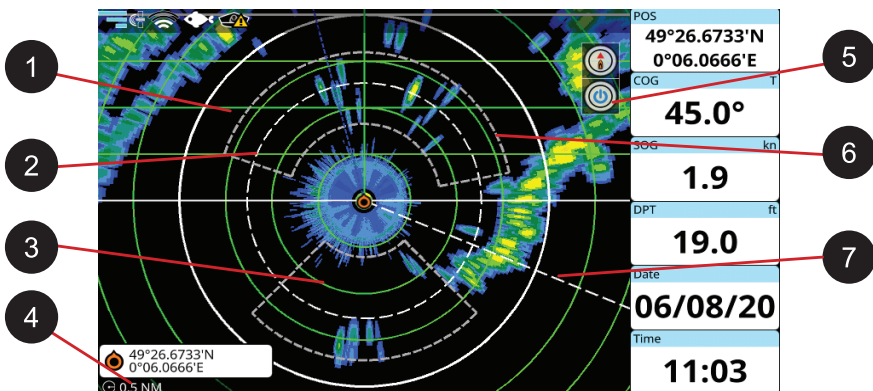 1
2
3
4
49°26.6733'N
0°06.0666'E
0.5 NM
POS
49°26.6733'N
0°06.0666'E
COG T
45.0°
SOG kn
1.9
DPT ft
19.0
Date
06/08/20
Time
11:03
5
6
7